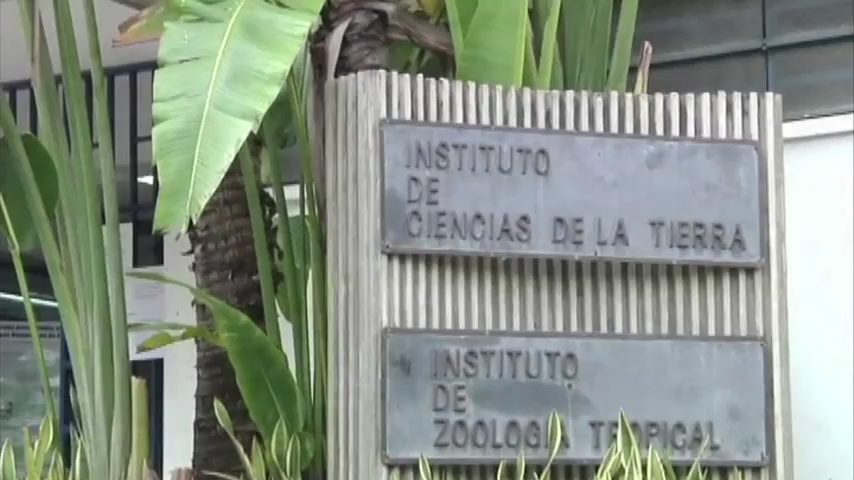 INSTITUTO
DE
CIENCIAS DE LA TIERRA
INSTITUTO
DE
ZOOLOGIA TROPICAL